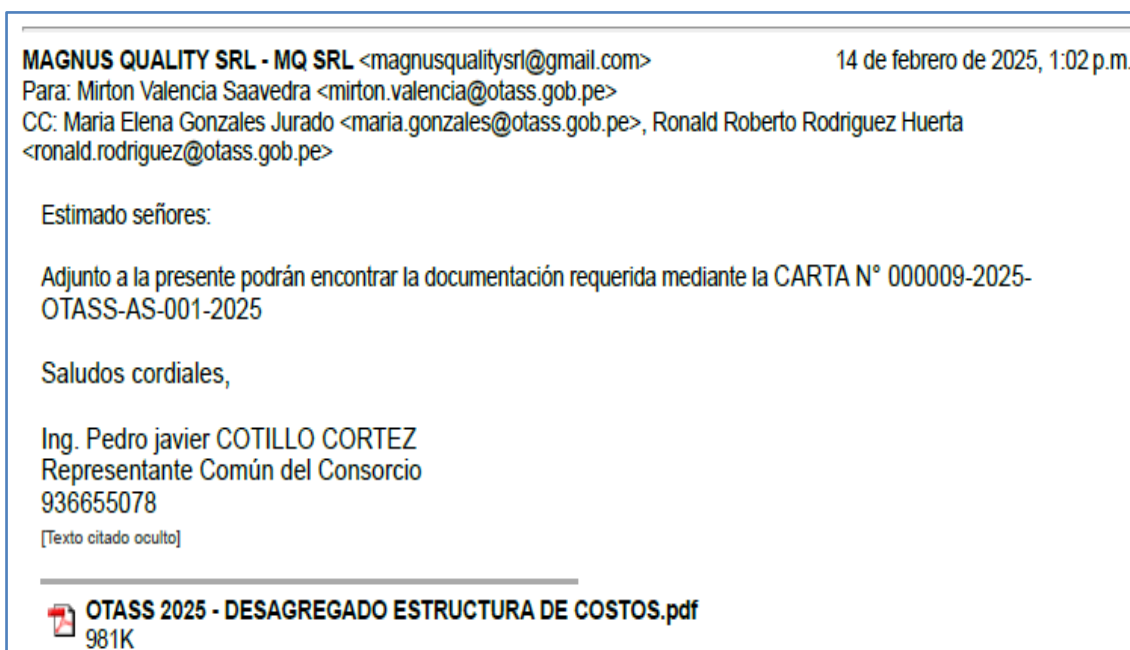 MAGNUS QUALITY SRL - MQ SRL <magnusqualitysrl@gmail.com> 14 de febrero de 2025, 1:02 p.m.
Para: Mirton Valencia Saavedra <mirton.valencia@otass.gob.pe>
CC: Maria Elena Gonzales Jurado <maria.gonzales@otass.gob.pe>, Ronald Roberto Rodriguez Huerta
<ronald.rodriguez@otass.gob.pe>
Estimado señores:
Adjunto a la presente podrán encontrar la documentación requerida mediante la CARTA N° 000009-2025-
OTASS-AS-001-2025
Saludos cordiales,
Ing. Pedro javier COTILLO CORTEZ
Representante Común del Consorcio
936655078
[Texto citado oculto]
OTASS 2025 - DESAGREGADO ESTRUCTURA DE COSTOS.pdf
981K